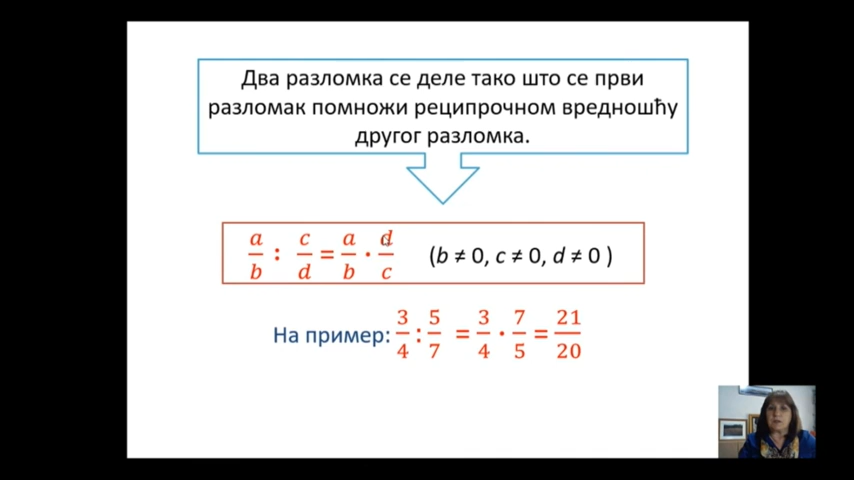 Два разломка се деле тако што се први
разломак помножи реципрочном вредношћу
другог разломка.
a/b : c/d = a/b · d/c (b ≠ 0, c ≠ 0, d ≠ 0 )
На пример: 3/4 : 5/7 = 3/4 · 7/5 = 21/20